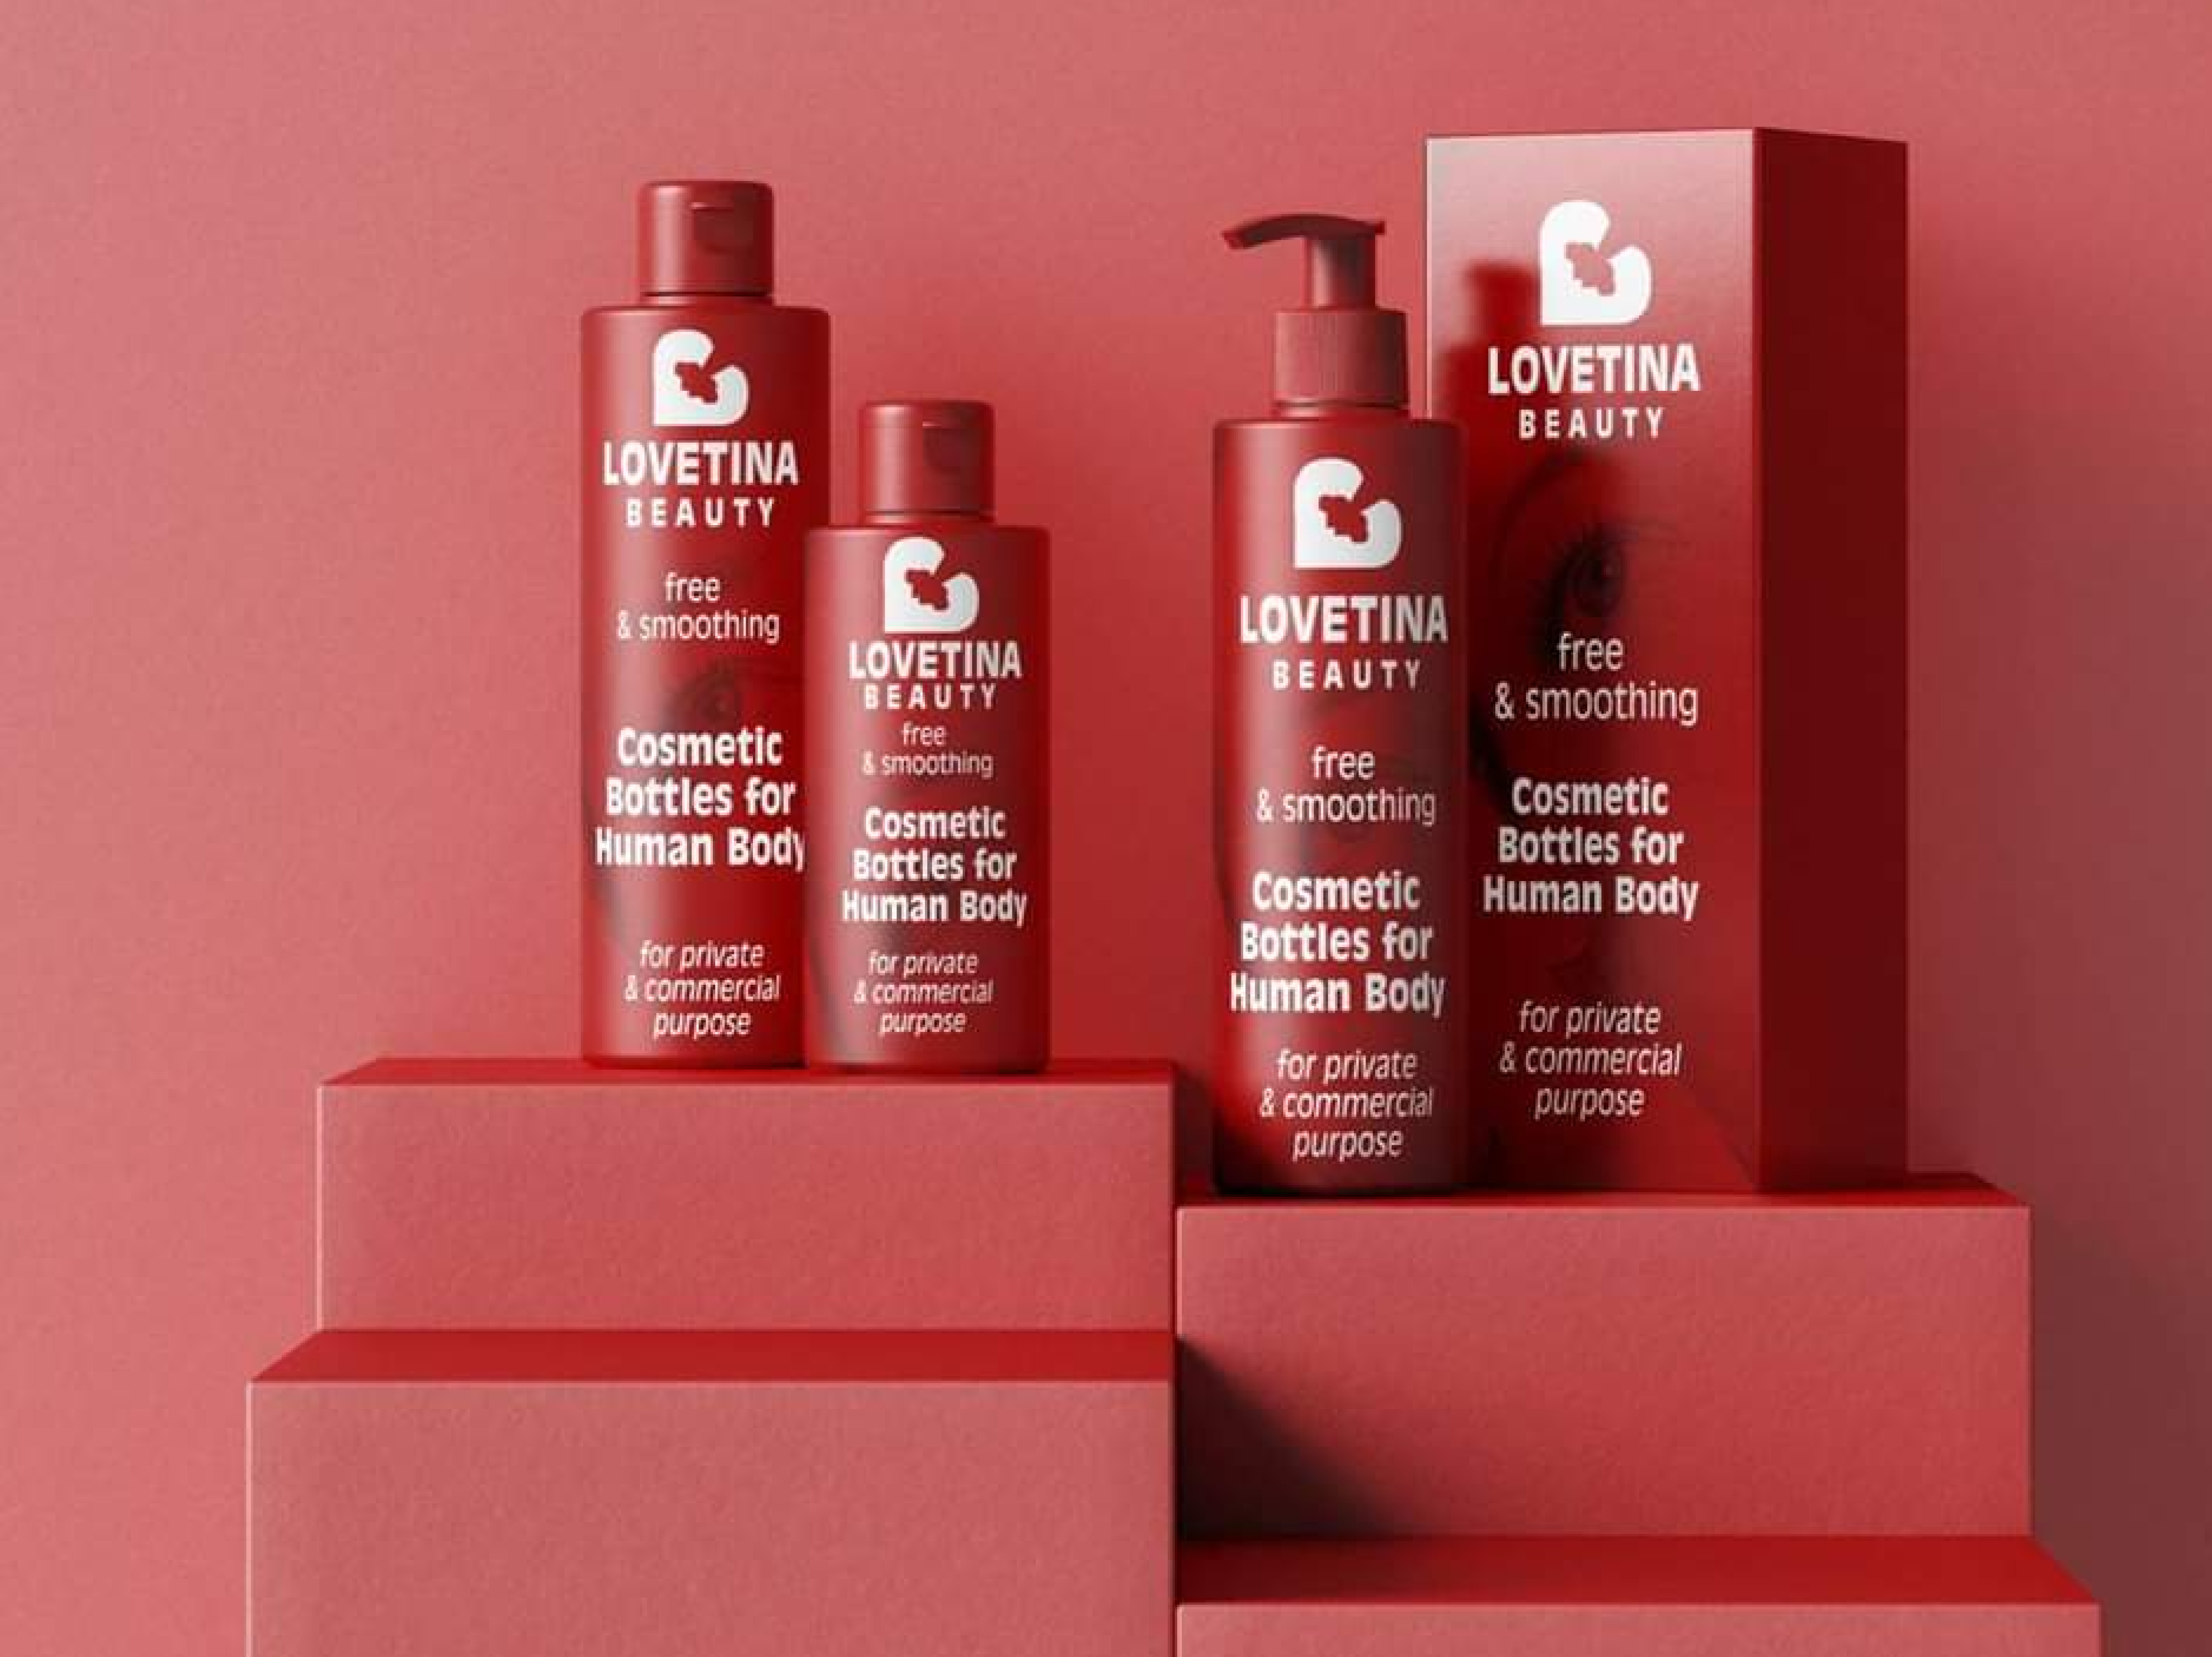 LOVETINA
BEAUTY
free
& smoothing
Cosmetic
Bottles for
Human Body
for private
& commercial
purpose
LOVETINA
BEAUTY
free
& smoothing
Cosmetic
Bottles for
Human Body
for private
& commercial
purpose
LOVETINA
BEAUTY
free
& smoothing
Cosmetic
Bottles for
Human Body
for private
& commercial
purpose
LOVETINA
BEAUTY
free
& smoothing
Cosmetic
Bottles for
Human Body
for private
& commercial
purpose